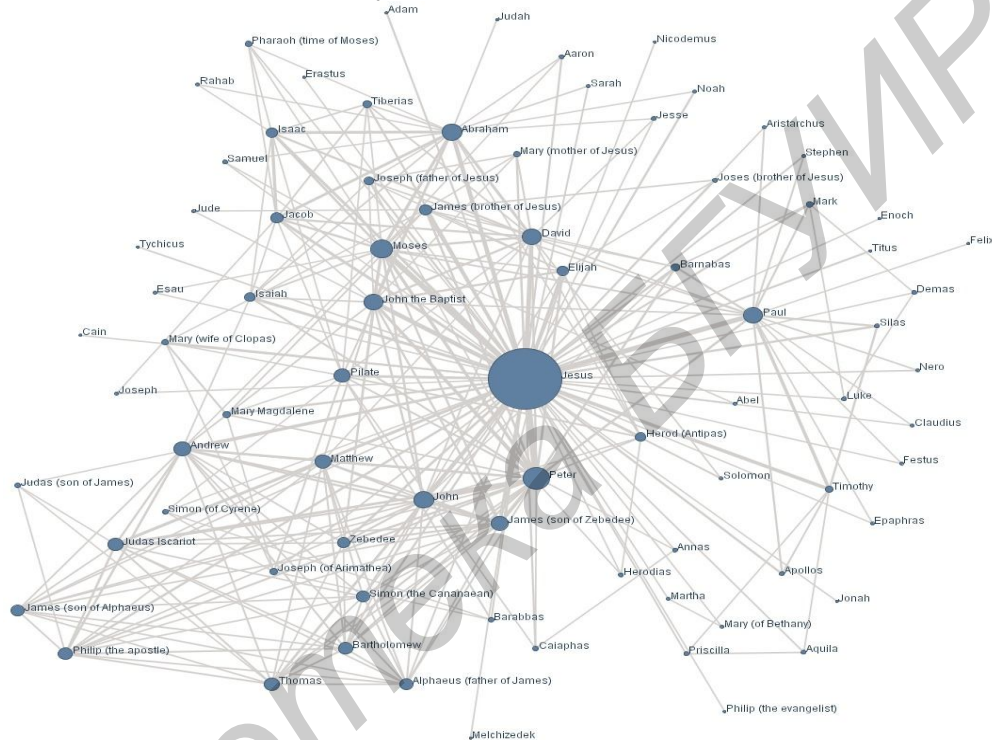 Adam
Judah
Pharaoh (time of Moses)
Nicodemus
Aaron
Rahab
Erastus
Sarah
Noah
Tiberias
Jesse
Isaac
Abraham
Aristarchus
Samuel
Mary (mother of Jesus)
Stephen
Joseph (father of Jesus)
Joses (brother of Jesus)
Jude
James (brother of Jesus)
Mark
Jacob
Enoch
Tychicus
Moses
David
Titus
Felix
Elijah
Barnabas
Esau
Isaiah
John the Baptist
Demas
Paul
Silas
Cain
Mary (wife of Clopas)
Pilate
Jesus
Nero
Joseph
Abel
Luke
Mary Magdalene
Claudius
Andrew
Herod (Antipas)
Matthew
Festus
Judas (son of James)
Peter
Solomon
Timothy
John
Simon (of Cyrene)
James (son of Zebedee)
Epaphras
Judas Iscariot
Zebedee
Annas
Joseph (of Arimathea)
Herodias
Apollos
Simon (the Cananaean)
Martha
Jonah
James (son of Alphaeus)
Barabbas
Mary (of Bethany)
Philip (the apostle)
Bartholomew
Caiaphas
Priscilla
Aquila
Thomas
Alphaeus (father of James)
Philip (the evangelist)
Melchizedek
БГУИР